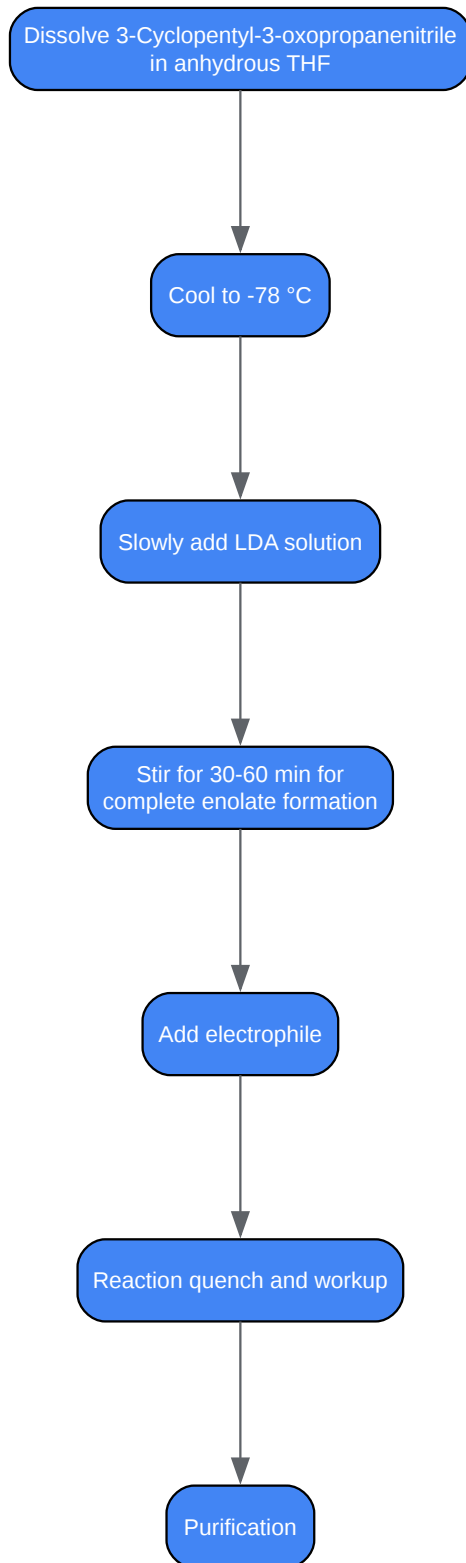 Dissolve 3-Cyclopentyl-3-oxopropanenitrile
in anhydrous THF
Cool to -78 °C
Slowly add LDA solution
Stir for 30-60 min for
complete enolate formation
Add electrophile
Reaction quench and workup
Purification